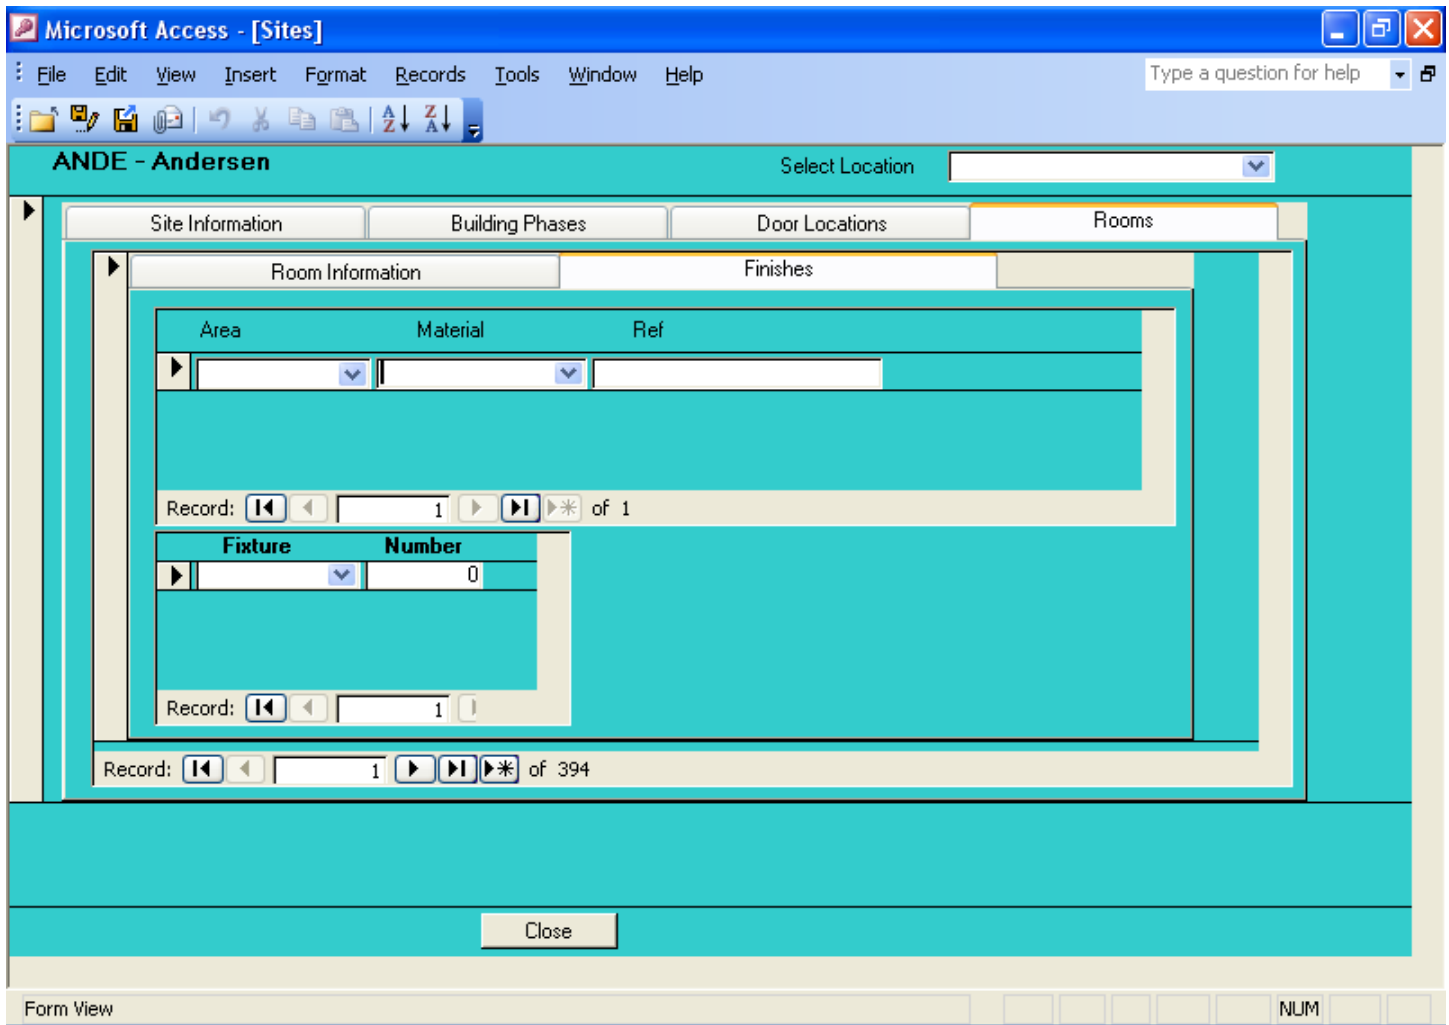 Microsoft Access - [Sites]
File Edit View Insert Format Records Tools Window Help Type a question for help
ANDE - Andersen Select Location
Site Information Building Phases Door Locations Rooms
Room Information Finishes
Area Material Ref
Record: 1 of 1
Fixture Number
0
Record: 1
Record: 1 of 394
Close
Form View NUM